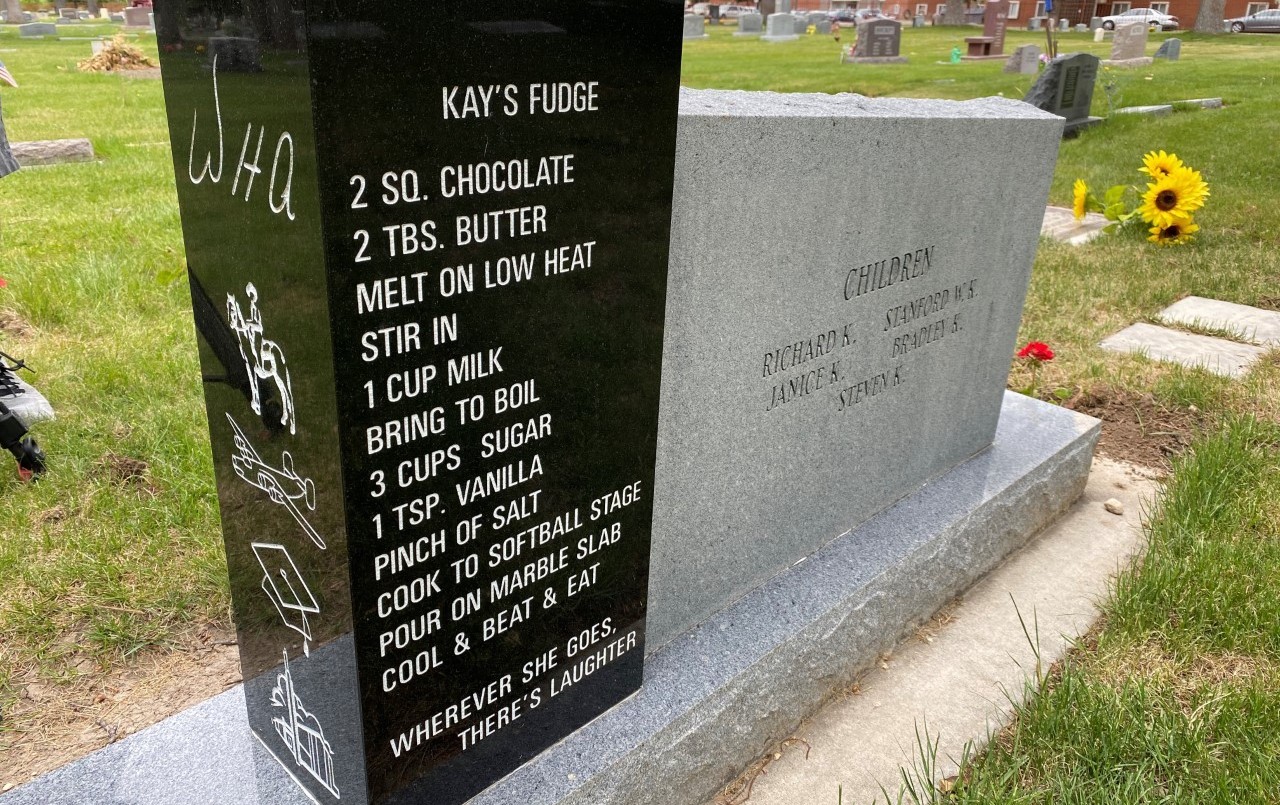 WHA
KAY'S FUDGE
2 SQ. CHOCOLATE
2 TBS. BUTTER
MELT ON LOW HEAT
STIR IN
1 CUP MILK
BRING TO BOIL
3 CUPS SUGAR
1 TSP. VANILLA
PINCH OF SALT
COOK TO SOFTBALL STAGE
POUR ON MARBLE SLAB
COOL & BEAT & EAT
WHEREVER SHE GOES,
THERE'S LAUGHTER
CHILDREN
RICHARD K. STANFORD W.K.
JANICE K. BRADLEY K.
STEVEN K.